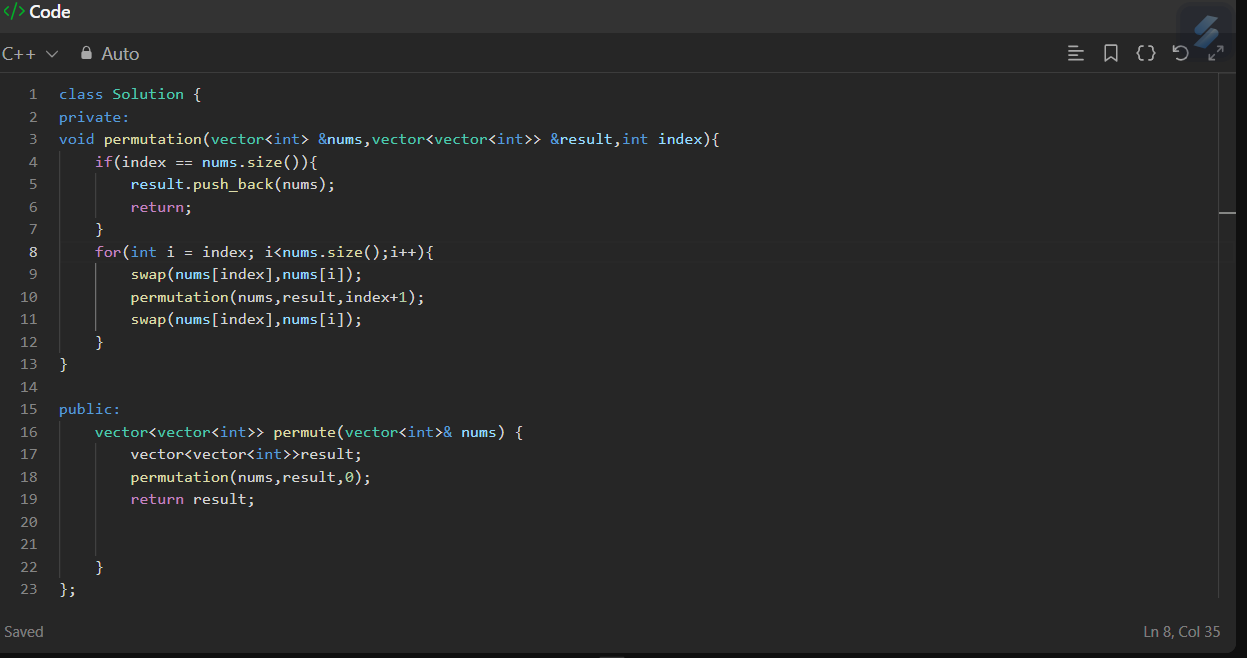 </> Code
C++ Auto
1 class Solution {
2 private:
3 void permutation(vector<int> &nums,vector<vector<int>> &result,int index){
4     if(index == nums.size()){
5         result.push_back(nums);
6         return;
7     }
8     for(int i = index; i<nums.size();i++){
9         swap(nums[index],nums[i]);
10         permutation(nums,result,index+1);
11         swap(nums[index],nums[i]);
12     }
13 }
14
15 public:
16     vector<vector<int>> permute(vector<int>& nums) {
17         vector<vector<int>>result;
18         permutation(nums,result,0);
19         return result;
20
21
22     }
23 };
Saved Ln 8, Col 35